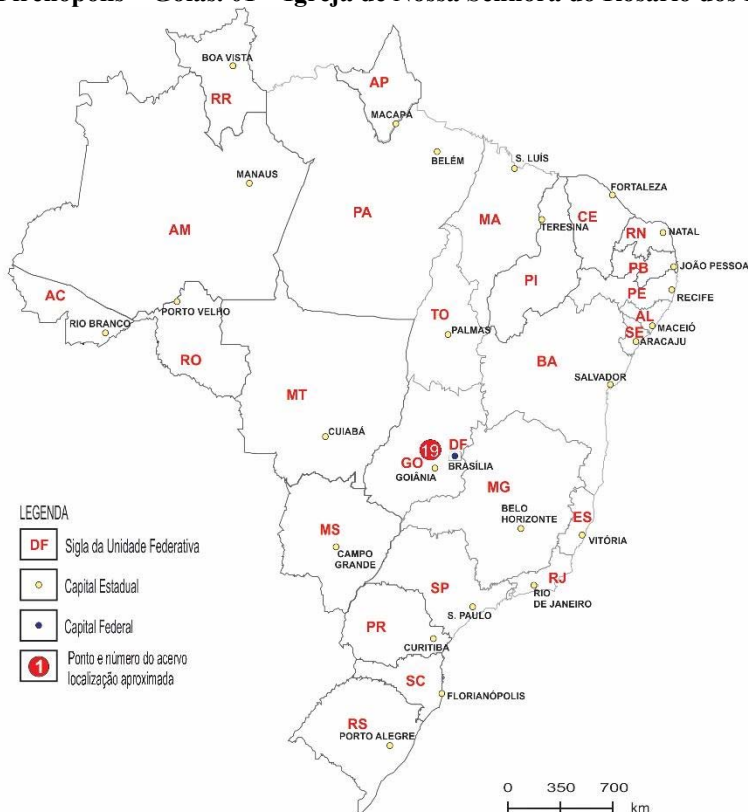 Pirenópolis – Goiás. – Igreja de Nossa Senhora do Rosário dos
BOA VISTA
RR
AP
MACAPÁ
BELÉM
S. LUÍS
MANAUS
FORTALEZA
PA
MA
CE
TERESINA
RN
NATAL
AM
PB
JOÃO PESSOA
PI
PE
RECIFE
AC
PORTO VELHO
RIO BRANCO
TO
PALMAS
AL
MACEIÓ
SE
ARACAJU
RO
BA
SALVADOR
MT
CUIABÁ
19
DF
GO
BRASÍLIA
GOIÂNIA
MG
BELO
HORIZONTE
ES
VITÓRIA
MS
CAMPO
GRANDE
RJ
RIO
DE JANEIRO
SP
S. PAULO
PR
CURITIBA
SC
FLORIANÓPOLIS
RS
PORTO ALEGRE
LEGENDA
DF Sigla da Unidade Federativa
Capital Estadual
Capital Federal
1 Ponto e número do acervo
localização aproximada
0 350 700
km